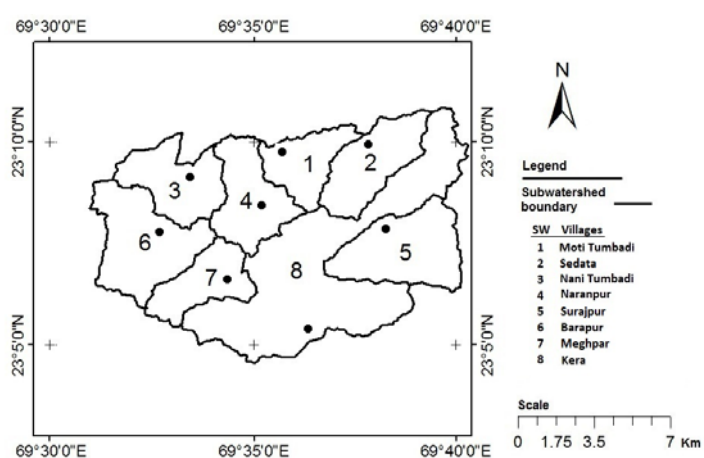 69°30'0"E 69°35'0"E 69°40'0"E
23°10'0"N 23°10'0"N
1
2
3
4
5
6
7
8
23°5'0"N 23°5'0"N
69°30'0"E 69°35'0"E 69°40'0"E
N
Legend
Subwatershed
boundary
SW Villages
1 Moti Tumbadi
2 Sedata
3 Nani Tumbadi
4 Naranpur
5 Surajpur
6 Barapur
7 Meghpar
8 Kera
Scale
0 1.75 3.5 7 Km